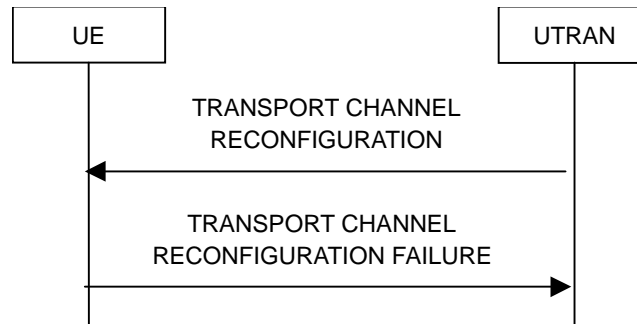 UE
UTRAN
TRANSPORT CHANNEL
RECONFIGURATION
TRANSPORT CHANNEL
RECONFIGURATION FAILURE